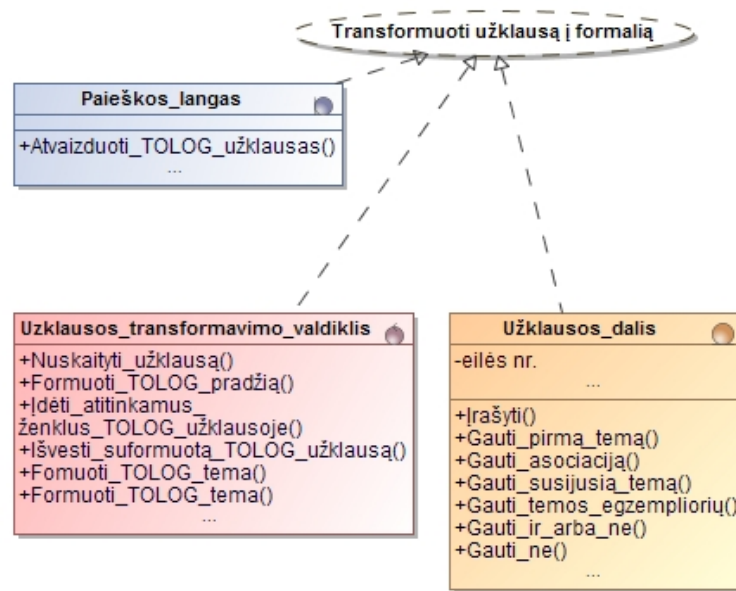 Transformuoti užklausą į formalią
Paieškos_langas
+Atvaizduoti_TOLOG_užklausas()
...
Uzklausos_transformavimo_valdiklis
+Nuskaityti_užklausą()
+Formuoti_TOLOG_pradžią()
+Įdėti_atitinkamus_
ženklus_TOLOG_užklausoje()
+Išvesti_suformuotą_TOLOG_užklausą()
+Fomuoti_TOLOG_tema()
+Formuoti_TOLOG_tema()
...
Užklausos_dalis
-eilės nr.
...
+Įrašyti()
+Gauti_pirmą_temą()
+Gauti_asociaciją()
+Gauti_susijusią_temą()
+Gauti_temos_egzempliorių()
+Gauti_ir_arba_ne()
+Gauti_ne()
...